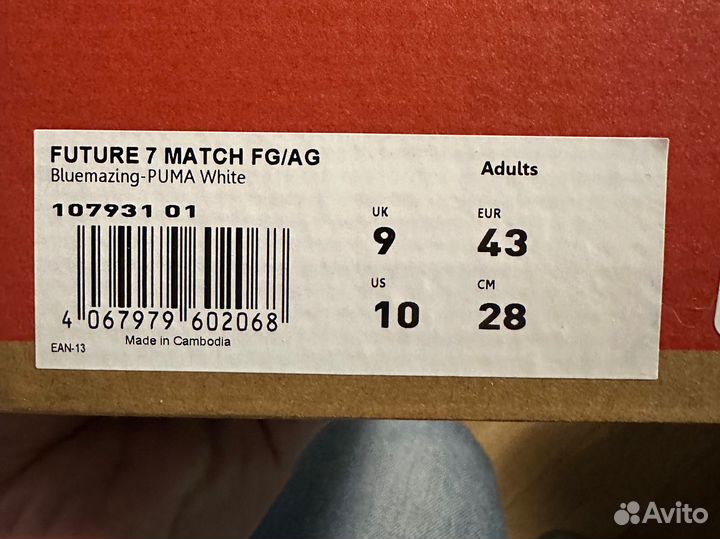 FUTURE 7 MATCH FG/AG
Bluemazing-PUMA White
Adults
107931 01
UK
9
EUR
43
US
10
CM
28
4 067979 602068
EAN-13
Made in Cambodia
Avito